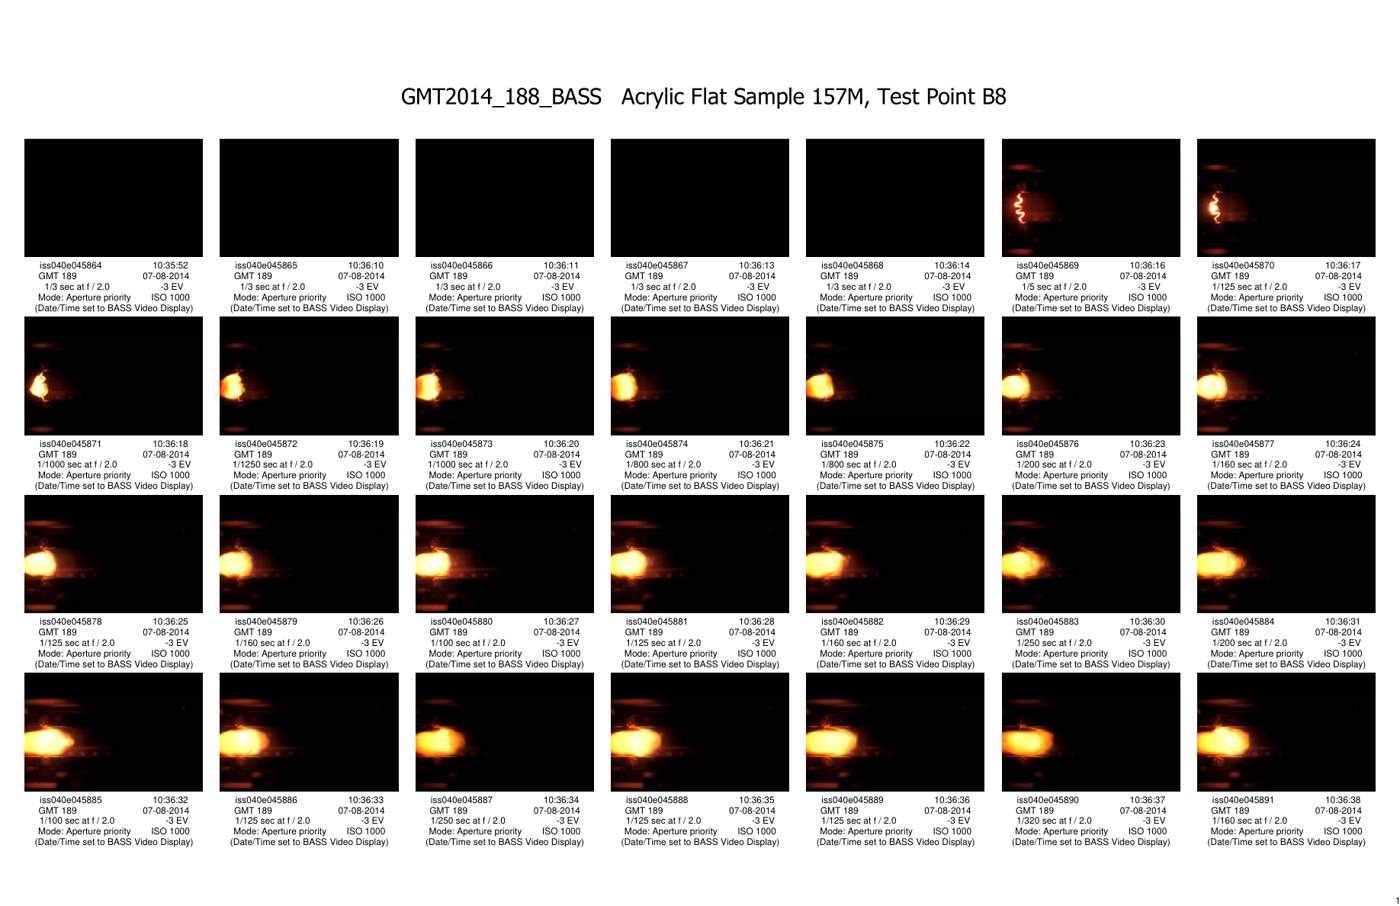 GMT2014_188_BASS   Acrylic Flat Sample 157M, Test Point B8
iss040e045864 10:35:52
GMT 189 07-08-2014
1/3 sec at f / 2.0 -3 EV
Mode: Aperture priority ISO 1000
(Date/Time set to BASS Video Display)
iss040e045865 10:36:10
GMT 189 07-08-2014
1/3 sec at f / 2.0 -3 EV
Mode: Aperture priority ISO 1000
(Date/Time set to BASS Video Display)
iss040e045866 10:36:11
GMT 189 07-08-2014
1/3 sec at f / 2.0 -3 EV
Mode: Aperture priority ISO 1000
(Date/Time set to BASS Video Display)
iss040e045867 10:36:13
GMT 189 07-08-2014
1/3 sec at f / 2.0 -3 EV
Mode: Aperture priority ISO 1000
(Date/Time set to BASS Video Display)
iss040e045868 10:36:14
GMT 189 07-08-2014
1/3 sec at f / 2.0 -3 EV
Mode: Aperture priority ISO 1000
(Date/Time set to BASS Video Display)
iss040e045869 10:36:16
GMT 189 07-08-2014
1/5 sec at f / 2.0 -3 EV
Mode: Aperture priority ISO 1000
(Date/Time set to BASS Video Display)
iss040e045870 10:36:17
GMT 189 07-08-2014
1/125 sec at f / 2.0 -3 EV
Mode: Aperture priority ISO 1000
(Date/Time set to BASS Video Display)
iss040e045871 10:36:18
GMT 189 07-08-2014
1/1000 sec at f / 2.0 -3 EV
Mode: Aperture priority ISO 1000
(Date/Time set to BASS Video Display)
iss040e045872 10:36:19
GMT 189 07-08-2014
1/1250 sec at f / 2.0 -3 EV
Mode: Aperture priority ISO 1000
(Date/Time set to BASS Video Display)
iss040e045873 10:36:20
GMT 189 07-08-2014
1/1000 sec at f / 2.0 -3 EV
Mode: Aperture priority ISO 1000
(Date/Time set to BASS Video Display)
iss040e045874 10:36:21
GMT 189 07-08-2014
1/800 sec at f / 2.0 -3 EV
Mode: Aperture priority ISO 1000
(Date/Time set to BASS Video Display)
iss040e045875 10:36:22
GMT 189 07-08-2014
1/800 sec at f / 2.0 -3 EV
Mode: Aperture priority ISO 1000
(Date/Time set to BASS Video Display)
iss040e045876 10:36:23
GMT 189 07-08-2014
1/200 sec at f / 2.0 -3 EV
Mode: Aperture priority ISO 1000
(Date/Time set to BASS Video Display)
iss040e045877 10:36:24
GMT 189 07-08-2014
1/160 sec at f / 2.0 -3 EV
Mode: Aperture priority ISO 1000
(Date/Time set to BASS Video Display)
iss040e045878 10:36:25
GMT 189 07-08-2014
1/125 sec at f / 2.0 -3 EV
Mode: Aperture priority ISO 1000
(Date/Time set to BASS Video Display)
iss040e045879 10:36:26
GMT 189 07-08-2014
1/160 sec at f / 2.0 -3 EV
Mode: Aperture priority ISO 1000
(Date/Time set to BASS Video Display)
iss040e045880 10:36:27
GMT 189 07-08-2014
1/100 sec at f / 2.0 -3 EV
Mode: Aperture priority ISO 1000
(Date/Time set to BASS Video Display)
iss040e045881 10:36:28
GMT 189 07-08-2014
1/125 sec at f / 2.0 -3 EV
Mode: Aperture priority ISO 1000
(Date/Time set to BASS Video Display)
iss040e045882 10:36:29
GMT 189 07-08-2014
1/160 sec at f / 2.0 -3 EV
Mode: Aperture priority ISO 1000
(Date/Time set to BASS Video Display)
iss040e045883 10:36:30
GMT 189 07-08-2014
1/250 sec at f / 2.0 -3 EV
Mode: Aperture priority ISO 1000
(Date/Time set to BASS Video Display)
iss040e045884 10:36:31
GMT 189 07-08-2014
1/200 sec at f / 2.0 -3 EV
Mode: Aperture priority ISO 1000
(Date/Time set to BASS Video Display)
iss040e045885 10:36:32
GMT 189 07-08-2014
1/100 sec at f / 2.0 -3 EV
Mode: Aperture priority ISO 1000
(Date/Time set to BASS Video Display)
iss040e045886 10:36:33
GMT 189 07-08-2014
1/125 sec at f / 2.0 -3 EV
Mode: Aperture priority ISO 1000
(Date/Time set to BASS Video Display)
iss040e045887 10:36:34
GMT 189 07-08-2014
1/250 sec at f / 2.0 -3 EV
Mode: Aperture priority ISO 1000
(Date/Time set to BASS Video Display)
iss040e045888 10:36:35
GMT 189 07-08-2014
1/125 sec at f / 2.0 -3 EV
Mode: Aperture priority ISO 1000
(Date/Time set to BASS Video Display)
iss040e045889 10:36:36
GMT 189 07-08-2014
1/125 sec at f / 2.0 -3 EV
Mode: Aperture priority ISO 1000
(Date/Time set to BASS Video Display)
iss040e045890 10:36:37
GMT 189 07-08-2014
1/320 sec at f / 2.0 -3 EV
Mode: Aperture priority ISO 1000
(Date/Time set to BASS Video Display)
iss040e045891 10:36:38
GMT 189 07-08-2014
1/160 sec at f / 2.0 -3 EV
Mode: Aperture priority ISO 1000
(Date/Time set to BASS Video Display)